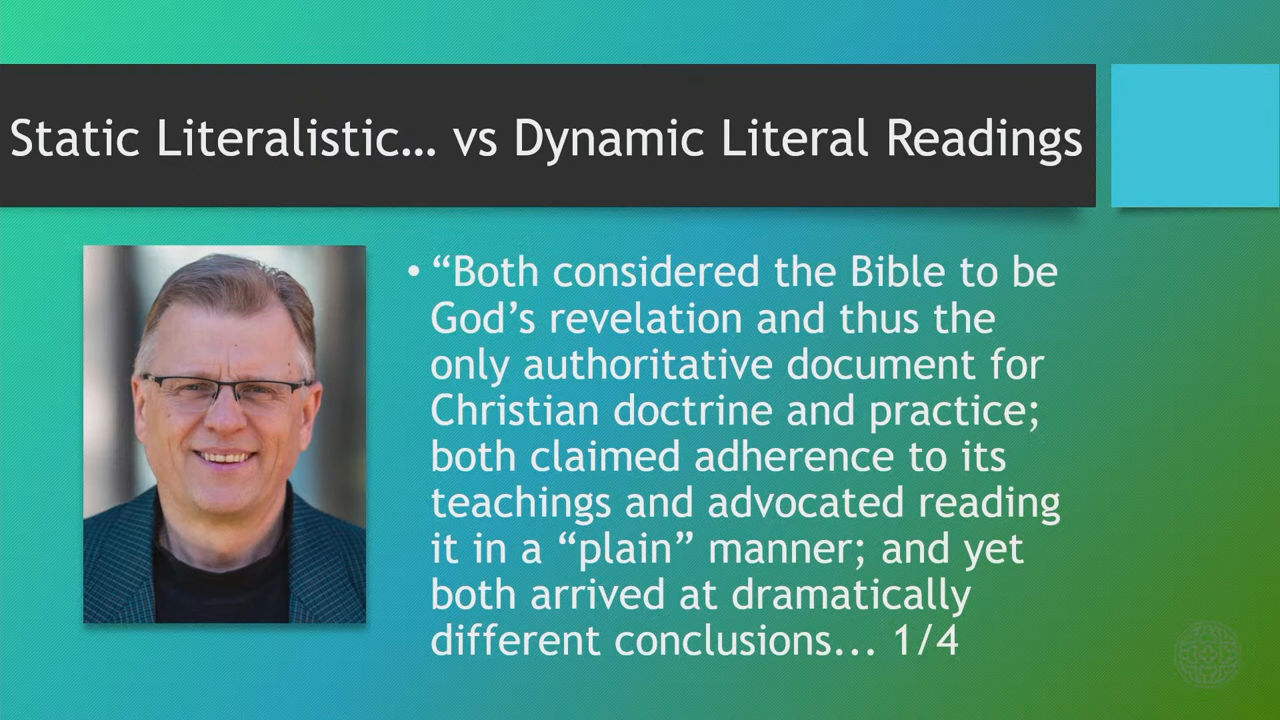 Static Literalistic… vs Dynamic Literal Readings
• “Both considered the Bible to be
God’s revelation and thus the
only authoritative document for
Christian doctrine and practice;
both claimed adherence to its
teachings and advocated reading
it in a “plain” manner; and yet
both arrived at dramatically
different conclusions... 1/4